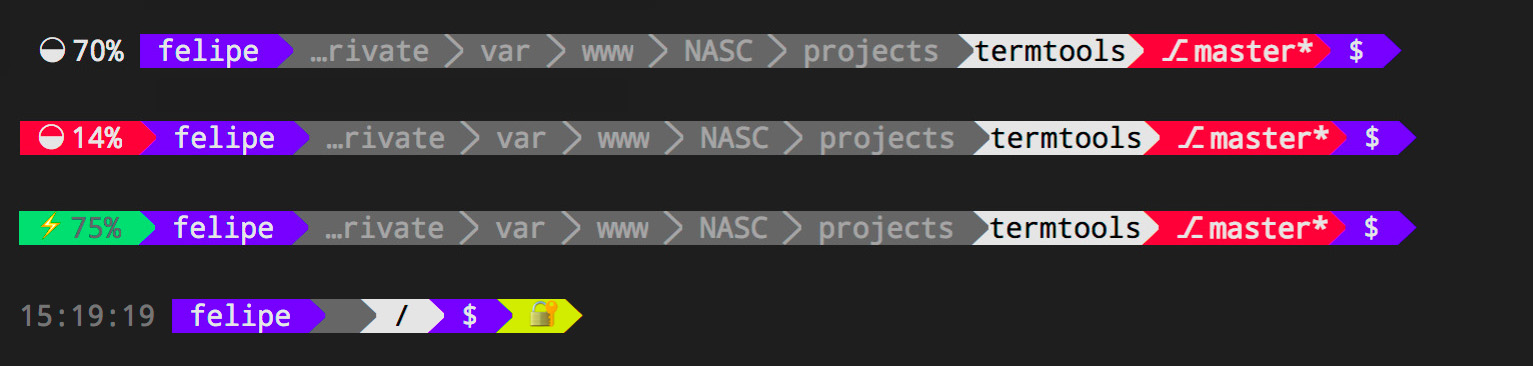 70% felipe …rivate var www NASC projects termtools master* $
14% felipe …rivate var www NASC projects termtools master* $
⚡ 75% felipe …rivate var www NASC projects termtools master* $
15:19:19 felipe / $